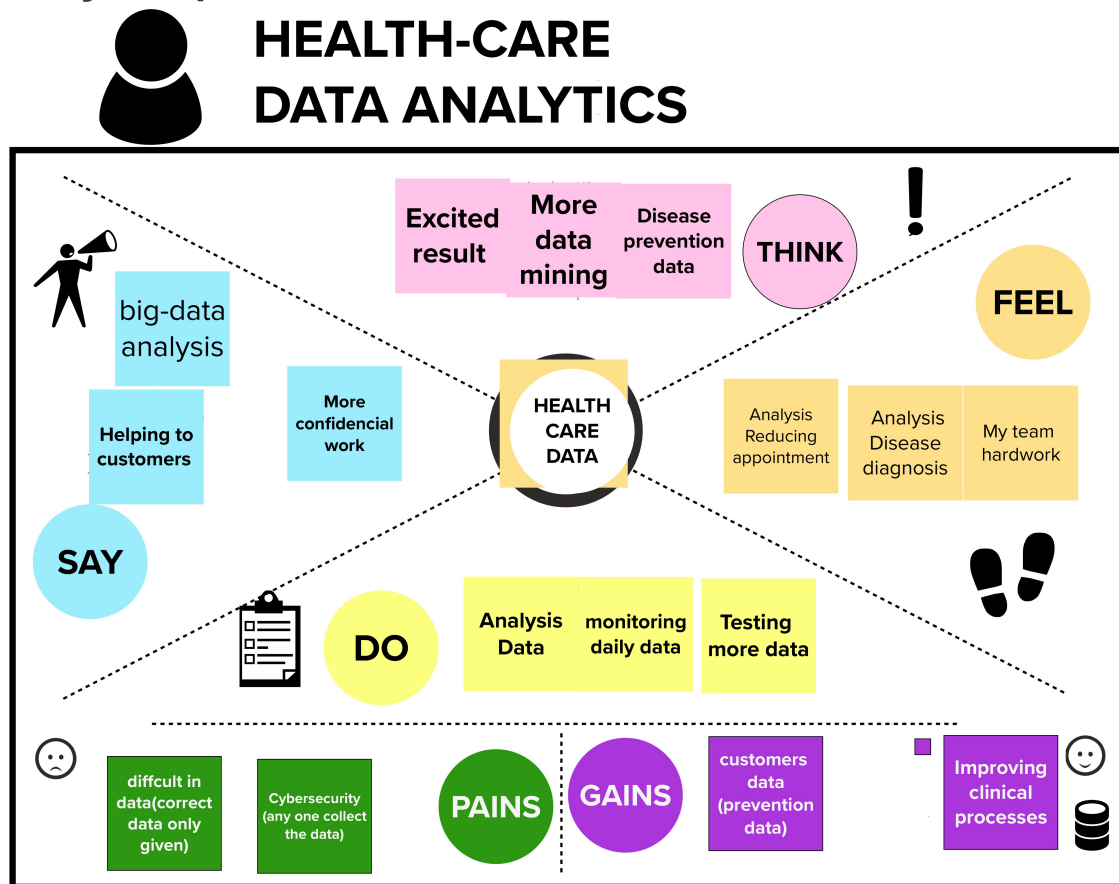 HEALTH-CARE
DATA ANALYTICS
Excited
result
More
data
mining
Disease
prevention
data
THINK
FEEL
big-data
analysis
Helping to
customers
More
confidencial
work
SAY
HEALTH
CARE
DATA
Analysis
Reducing
appointment
Analysis
Disease
diagnosis
My team
hardwork
DO
Analysis
Data
monitoring
daily data
Testing
more data
diffcult in
data(correct
data only
given)
Cybersecurity
(any one collect
the data)
PAINS
GAINS
customers
data
(prevention
data)
Improving
clinical
processes